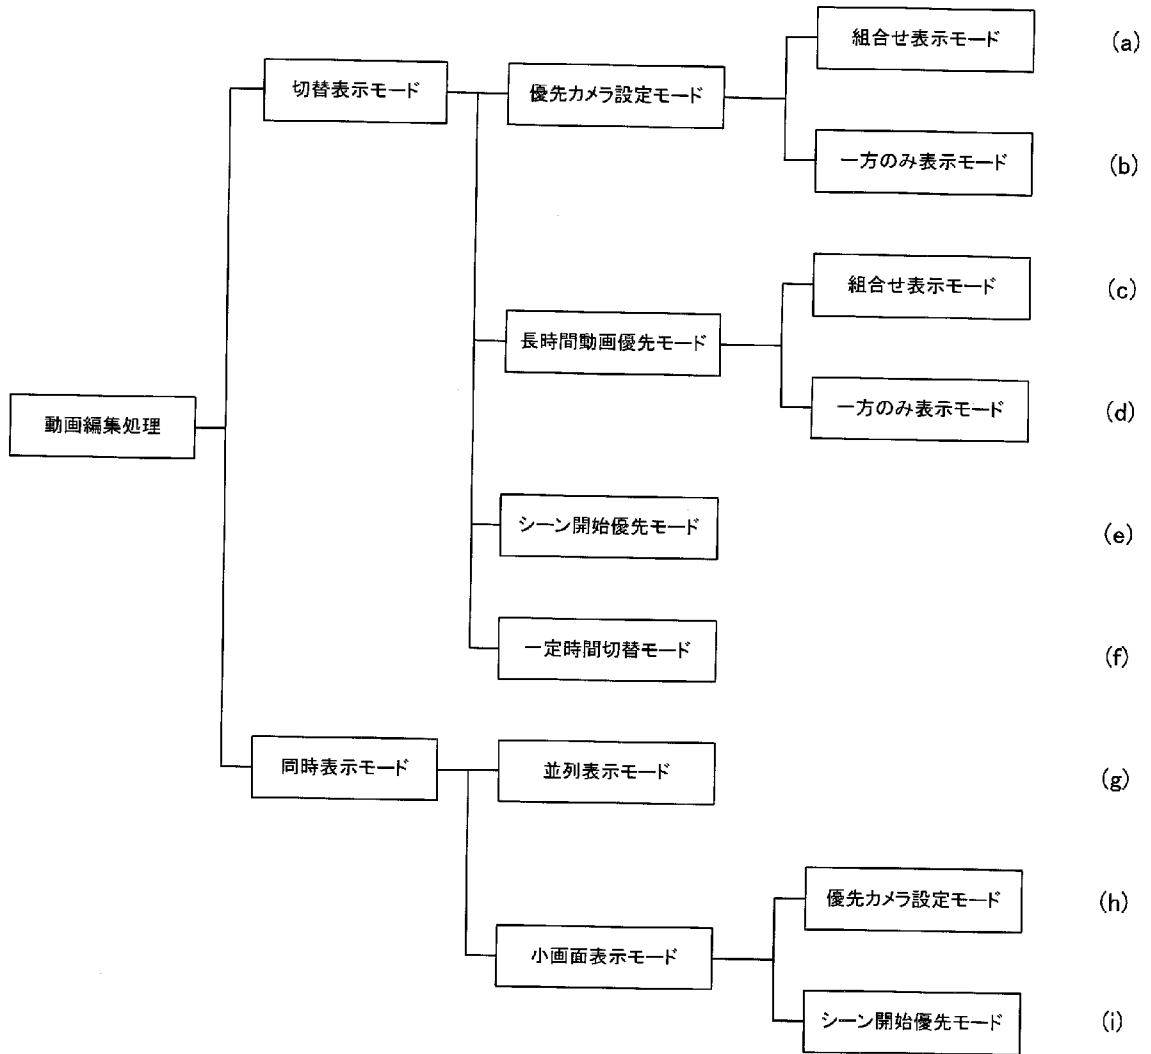 組合せ表示モード (a)
切替表示モード
優先カメラ設定モード
一方のみ表示モード (b)
組合せ表示モード (c)
長時間動画優先モード
一方のみ表示モード (d)
動画編集処理
シーン開始優先モード (e)
一定時間切替モード (f)
同時表示モード
並列表示モード (g)
優先カメラ設定モード (h)
小画面表示モード
シーン開始優先モード (i)